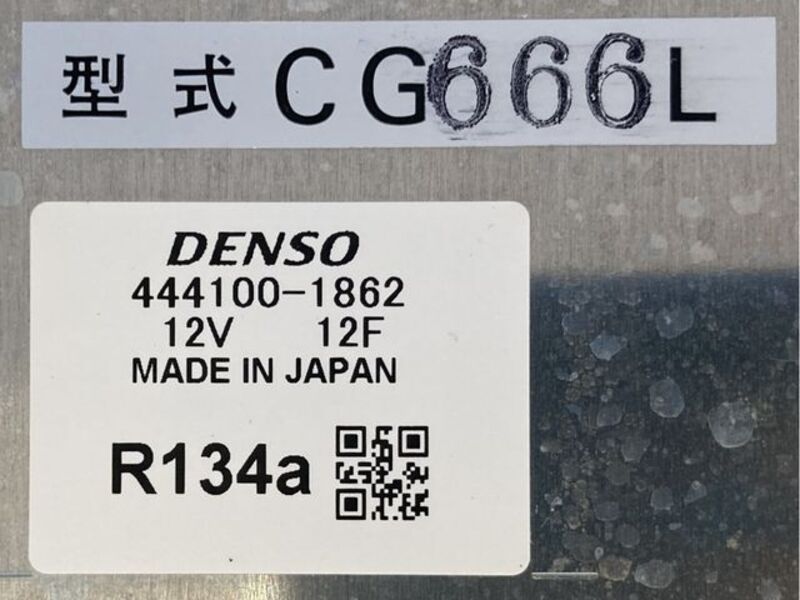 型式 CG666L
DENSO
444100-1862
12V 12F
MADE IN JAPAN
R134a